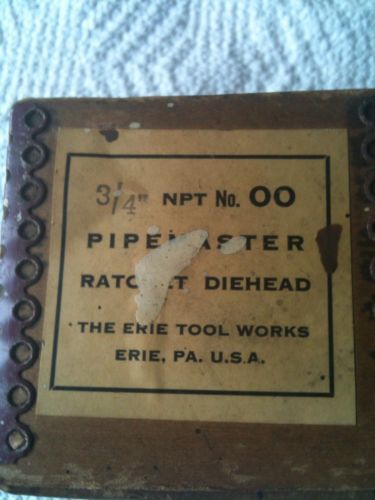 3/4" NPT No. 00
PIPEMASTER
RATCHET DIEHEAD
THE ERIE TOOL WORKS
ERIE, PA. U.S.A.